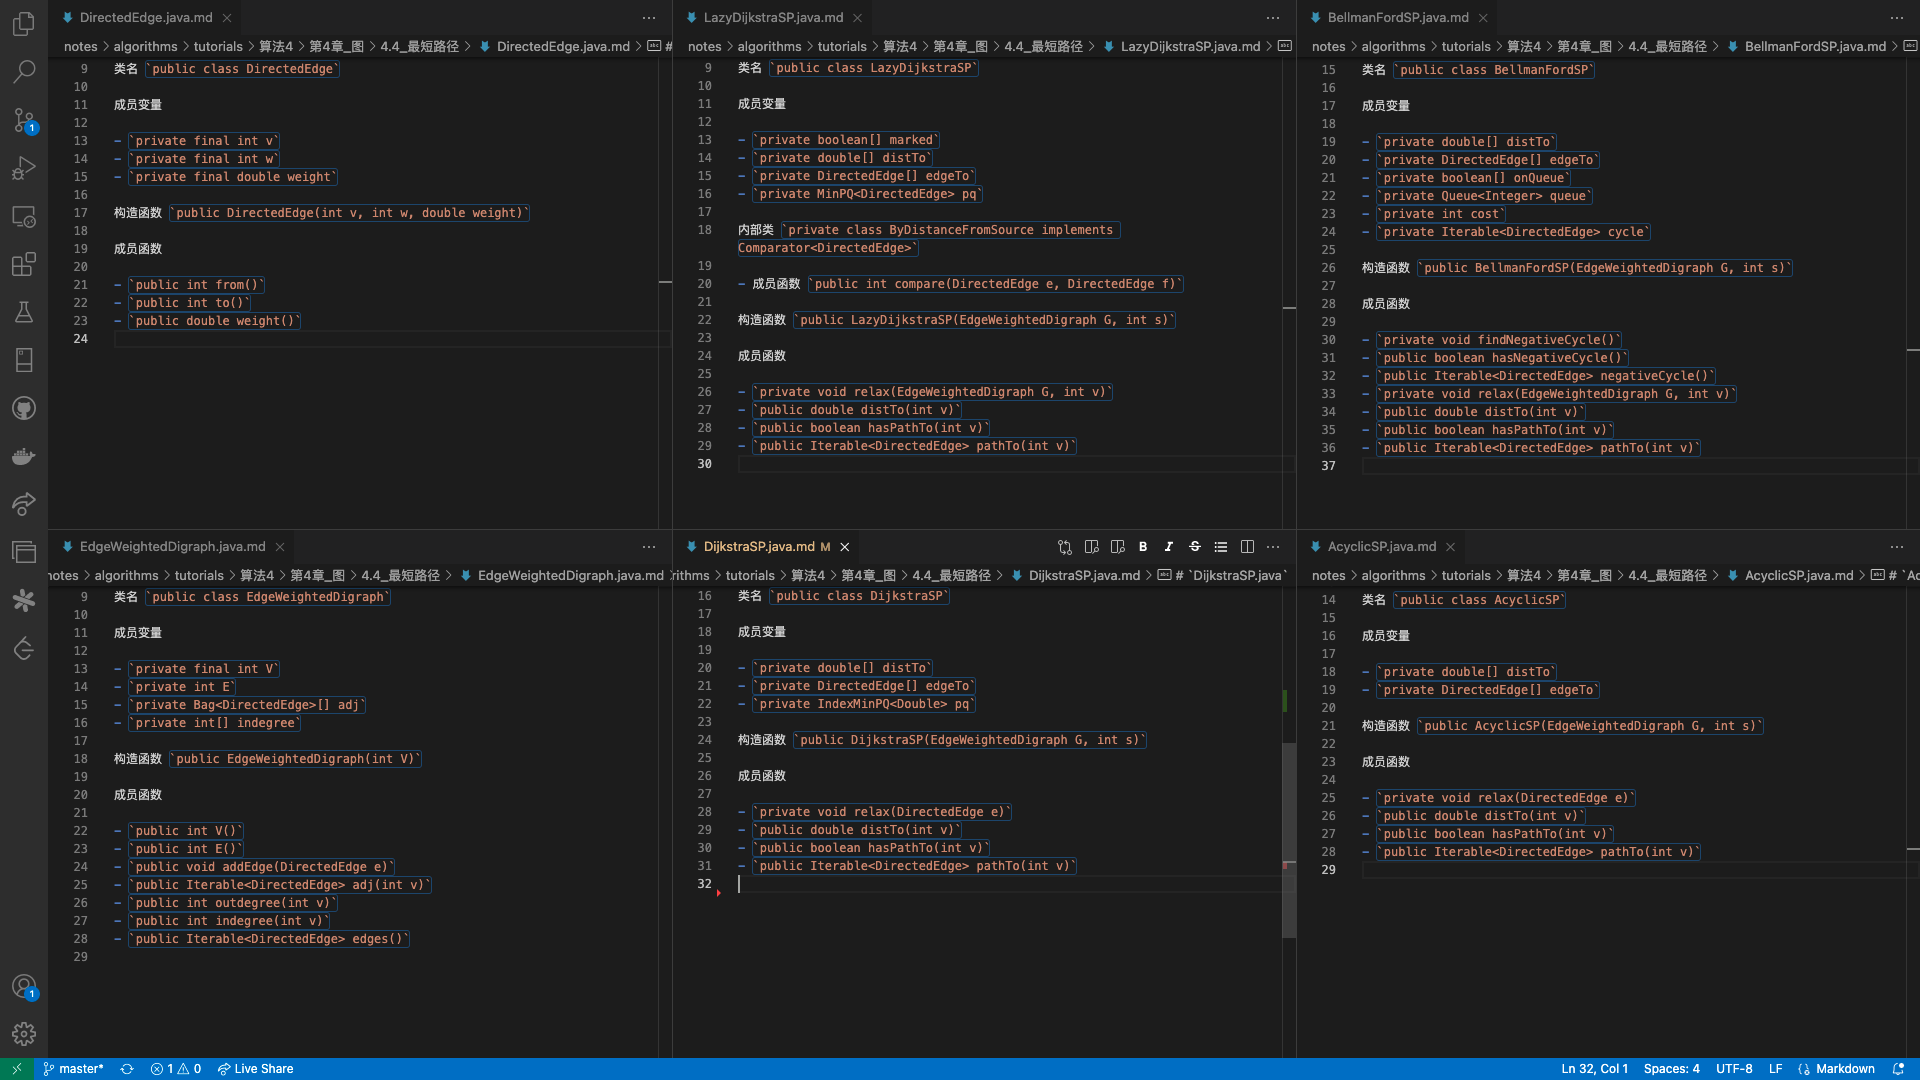 DirectedEdge.java.md
notes > algorithms > tutorials > 算法4 > 第4章_图 > 4.4_最短路径 > DirectedEdge.java.md > #
9 类名 `public class DirectedEdge`
10
11 成员变量
12
13 - `private final int v`
14 - `private final int w`
15 - `private final double weight`
16
17 构造函数 `public DirectedEdge(int v, int w, double weight)`
18
19 成员函数
20
21 - `public int from()`
22 - `public int to()`
23 - `public double weight()`
24
LazyDijkstraSP.java.md
notes > algorithms > tutorials > 算法4 > 第4章_图 > 4.4_最短路径 > LazyDijkstraSP.java.md >
9 类名 `public class LazyDijkstraSP`
10
11 成员变量
12
13 - `private boolean[] marked`
14 - `private double[] distTo`
15 - `private DirectedEdge[] edgeTo`
16 - `private MinPQ<DirectedEdge> pq`
17
18 内部类 `private class ByDistanceFromSource implements
Comparator<DirectedEdge>`
19
20 - 成员函数 `public int compare(DirectedEdge e, DirectedEdge f)`
21
22 构造函数 `public LazyDijkstraSP(EdgeWeightedDigraph G, int s)`
23
24 成员函数
25
26 - `private void relax(EdgeWeightedDigraph G, int v)`
27 - `public double distTo(int v)`
28 - `public boolean hasPathTo(int v)`
29 - `public Iterable<DirectedEdge> pathTo(int v)`
30
BellmanFordSP.java.md
notes > algorithms > tutorials > 算法4 > 第4章_图 > 4.4_最短路径 > BellmanFordSP.java.md >
15 类名 `public class BellmanFordSP`
16
17 成员变量
18
19 - `private double[] distTo`
20 - `private DirectedEdge[] edgeTo`
21 - `private boolean[] onQueue`
22 - `private Queue<Integer> queue`
23 - `private int cost`
24 - `private Iterable<DirectedEdge> cycle`
25
26 构造函数 `public BellmanFordSP(EdgeWeightedDigraph G, int s)`
27
28 成员函数
29
30 - `private void findNegativeCycle()`
31 - `public boolean hasNegativeCycle()`
32 - `public Iterable<DirectedEdge> negativeCycle()`
33 - `private void relax(EdgeWeightedDigraph G, int v)`
34 - `public double distTo(int v)`
35 - `public boolean hasPathTo(int v)`
36 - `public Iterable<DirectedEdge> pathTo(int v)`
37
EdgeWeightedDigraph.java.md
notes > algorithms > tutorials > 算法4 > 第4章_图 > 4.4_最短路径 > EdgeWeightedDigraph.java.md
9 类名 `public class EdgeWeightedDigraph`
10
11 成员变量
12
13 - `private final int V`
14 - `private int E`
15 - `private Bag<DirectedEdge>[] adj`
16 - `private int[] indegree`
17
18 构造函数 `public EdgeWeightedDigraph(int V)`
19
20 成员函数
21
22 - `public int V()`
23 - `public int E()`
24 - `public void addEdge(DirectedEdge e)`
25 - `public Iterable<DirectedEdge> adj(int v)`
26 - `public int outdegree(int v)`
27 - `public int indegree(int v)`
28 - `public Iterable<DirectedEdge> edges()`
29
DijkstraSP.java.md M
rithms > tutorials > 算法4 > 第4章_图 > 4.4_最短路径 > DijkstraSP.java.md > # `DijkstraSP.java`
16 类名 `public class DijkstraSP`
17
18 成员变量
19
20 - `private double[] distTo`
21 - `private DirectedEdge[] edgeTo`
22 - `private IndexMinPQ<Double> pq`
23
24 构造函数 `public DijkstraSP(EdgeWeightedDigraph G, int s)`
25
26 成员函数
27
28 - `private void relax(DirectedEdge e)`
29 - `public double distTo(int v)`
30 - `public boolean hasPathTo(int v)`
31 - `public Iterable<DirectedEdge> pathTo(int v)`
32
AcyclicSP.java.md
notes > algorithms > tutorials > 算法4 > 第4章_图 > 4.4_最短路径 > AcyclicSP.java.md > # `Ac
14 类名 `public class AcyclicSP`
15
16 成员变量
17
18 - `private double[] distTo`
19 - `private DirectedEdge[] edgeTo`
20
21 构造函数 `public AcyclicSP(EdgeWeightedDigraph G, int s)`
22
23 成员函数
24
25 - `private void relax(DirectedEdge e)`
26 - `public double distTo(int v)`
27 - `public boolean hasPathTo(int v)`
28 - `public Iterable<DirectedEdge> pathTo(int v)`
29
1
1
master* 1 0 Live Share Ln 32, Col 1 Spaces: 4 UTF-8 LF Markdown